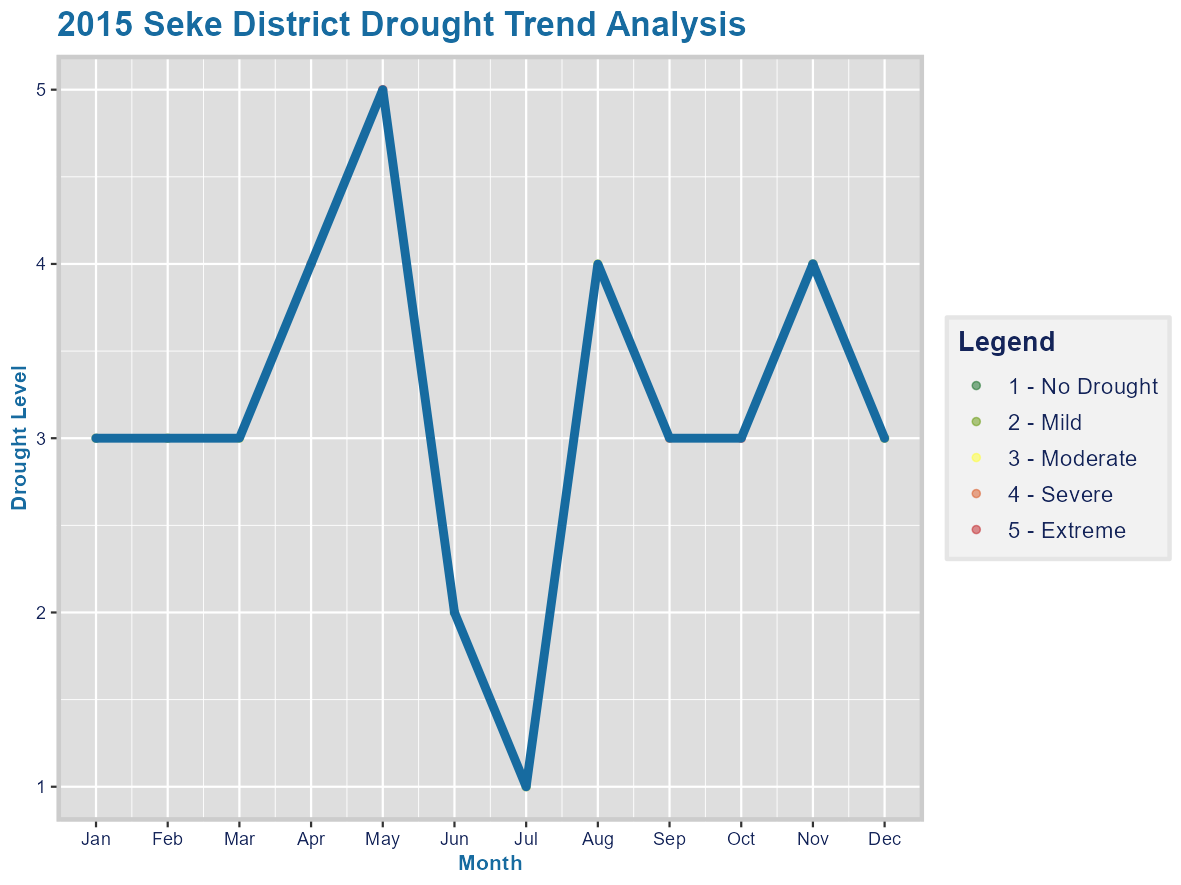 2015 Seke District Drought Trend Analysis
5
4
3
2
1
Drought Level
Jan Feb Mar Apr May Jun Jul Aug Sep Oct Nov Dec
Month
Legend
1 - No Drought
2 - Mild
3 - Moderate
4 - Severe
5 - Extreme